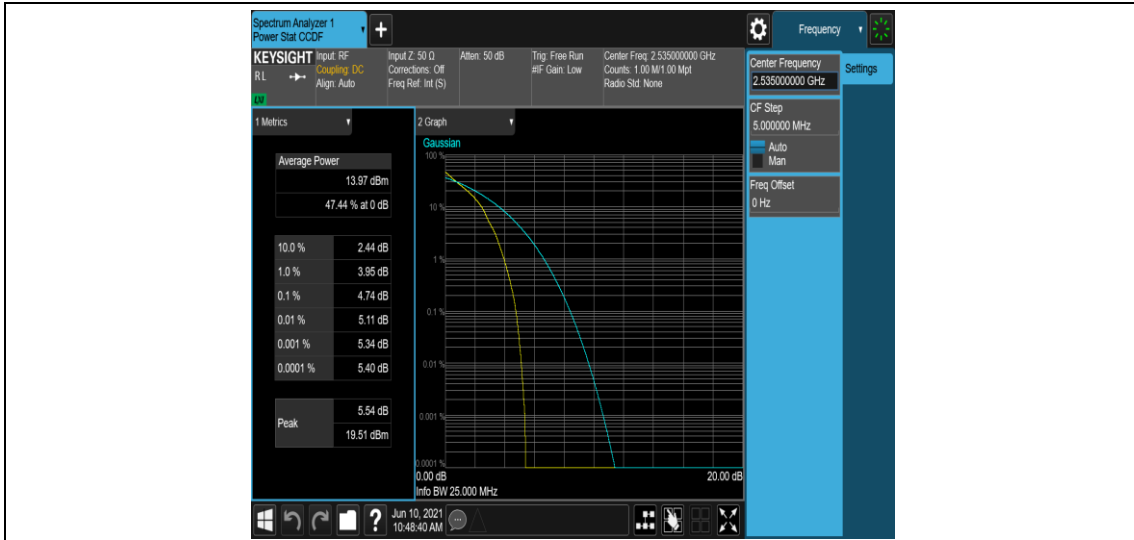 Spectrum Analyzer 1
Power Stat CCDF
Frequency
KEYSIGHT
RL
Input: RF
Coupling: DC
Align: Auto
Input Z: 50 Ω
Corrections: Off
Freq Ref: Int (S)
Atten: 50 dB
Trig: Free Run
#IF Gain: Low
Center Freq: 2.535000000 GHz
Counts: 1.00 M/1.00 Mpt
Radio Std: None
Center Frequency
2.535000000 GHz
Settings
CF Step
5.000000 MHz
Auto
Man
Freq Offset
0 Hz
1 Metrics
Average Power
13.97 dBm
47.44 % at 0 dB
10.0 % 2.44 dB
1.0 % 3.95 dB
0.1 % 4.74 dB
0.01 % 5.11 dB
0.001 % 5.34 dB
0.0001 % 5.40 dB
Peak
5.54 dB
19.51 dBm
2 Graph
Gaussian
100 %
10 %
1 %
0.1 %
0.01 %
0.001 %
0.0001 %
0.00 dB 20.00 dB
Info BW 25.000 MHz
?
Jun 10, 2021
10:48:40 AM